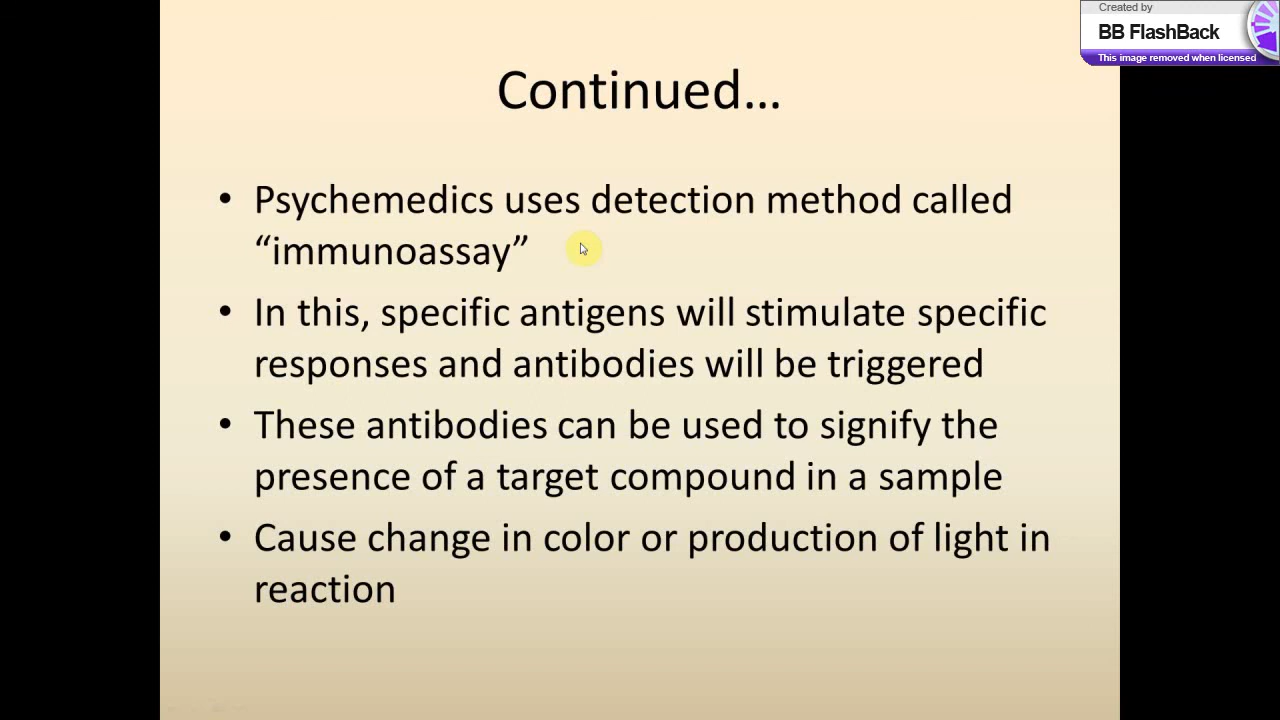 Created by
BB FlashBack
This image removed when licensed
Continued...
• Psychemedics uses detection method called
“immunoassay”
• In this, specific antigens will stimulate specific
responses and antibodies will be triggered
• These antibodies can be used to signify the
presence of a target compound in a sample
• Cause change in color or production of light in
reaction